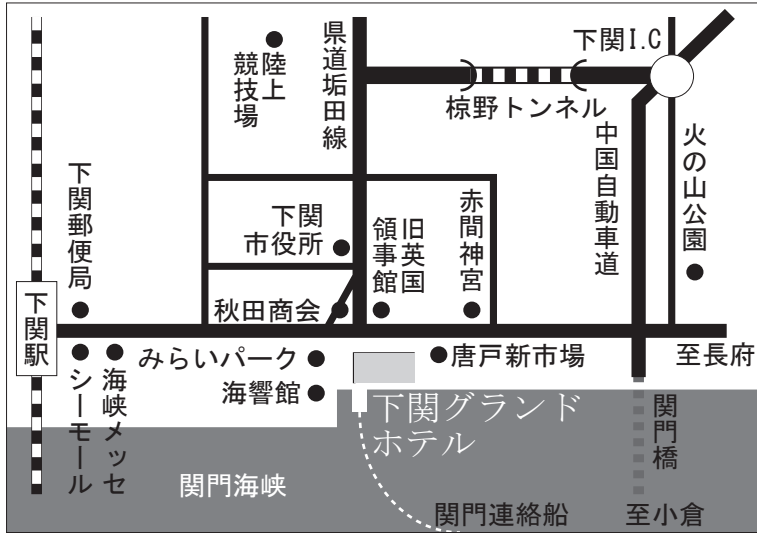 陸上
競技場
県道垢田線
下関I.C
椋野トンネル
中国自動車道
火の山公園
下関郵便局
下関
市役所
旧英国
領事館
赤間神宮
下関駅
秋田商会
みらいパーク
海響館
唐戸新市場
至長府
シーモール
海峡メッセ
下関グランド
ホテル
関門橋
関門海峡
関門連絡船
至小倉